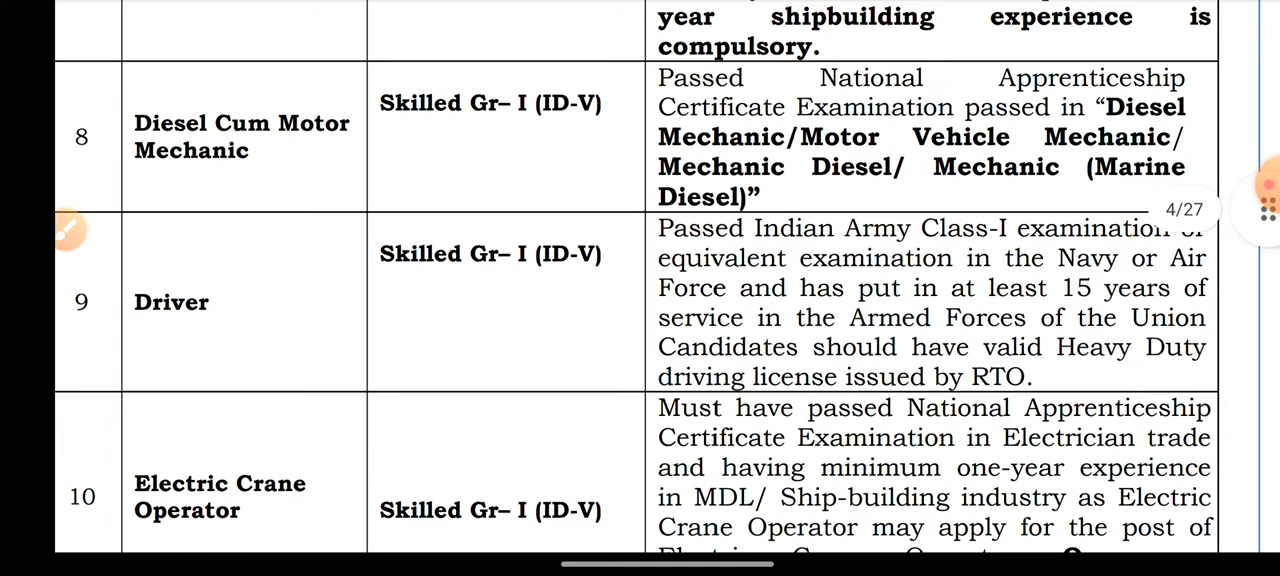 year shipbuilding experience is
compulsory.
8
Diesel Cum Motor
Mechanic
Skilled Gr– I (ID-V)
Passed National Apprenticeship
Certificate Examination passed in “Diesel
Mechanic/Motor Vehicle Mechanic/
Mechanic Diesel/ Mechanic (Marine
Diesel)”
4/27
9
Driver
Skilled Gr– I (ID-V)
Passed Indian Army Class-I examination or
equivalent examination in the Navy or Air
Force and has put in at least 15 years of
service in the Armed Forces of the Union
Candidates should have valid Heavy Duty
driving license issued by RTO.
10
Electric Crane
Operator
Skilled Gr– I (ID-V)
Must have passed National Apprenticeship
Certificate Examination in Electrician trade
and having minimum one-year experience
in MDL/ Ship-building industry as Electric
Crane Operator may apply for the post of